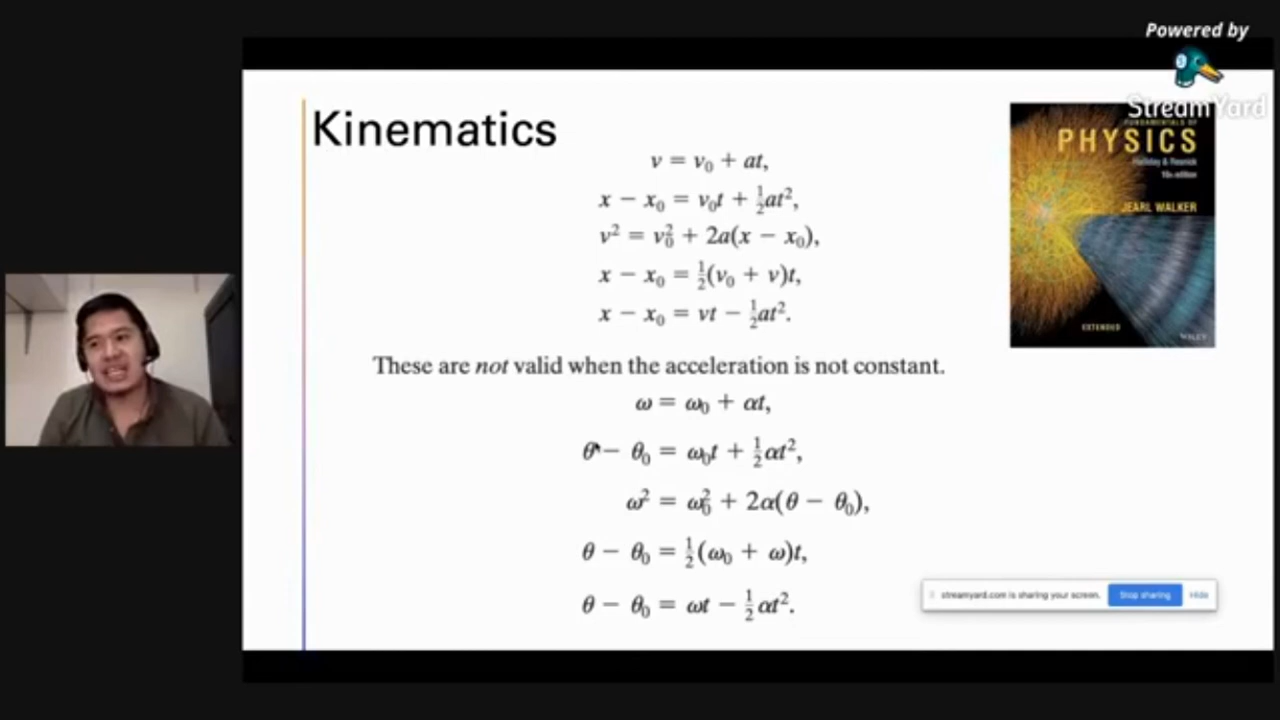 Powered by
StreamYard
Kinematics
v = v₀ + at,
x − x₀ = v₀t + ½at²,
v² = v₀² + 2a(x − x₀),
x − x₀ = ½(v₀ + v)t,
x − x₀ = vt − ½at².
FUNDAMENTALS OF
PHYSICS
Halliday & Resnick
10th edition
JEARL WALKER
EXTENDED
WILEY
These are not valid when the acceleration is not constant.
ω = ω₀ + αt,
θ − θ₀ = ω₀t + ½αt²,
ω² = ω₀² + 2α(θ − θ₀),
θ − θ₀ = ½(ω₀ + ω)t,
θ − θ₀ = ωt − ½αt².
streamyard.com is sharing your screen. Stop sharing Hide